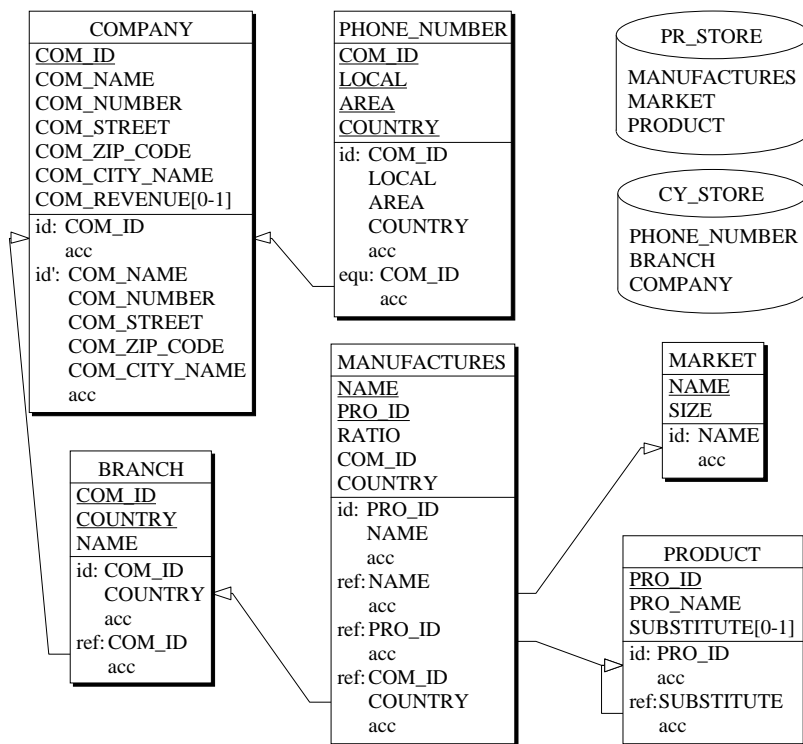 COMPANY
COM_ID
COM_NAME
COM_NUMBER
COM_STREET
COM_ZIP_CODE
COM_CITY_NAME
COM_REVENUE[0-1]
id: COM_ID
acc
id': COM_NAME
COM_NUMBER
COM_STREET
COM_ZIP_CODE
COM_CITY_NAME
acc
PHONE_NUMBER
COM_ID
LOCAL
AREA
COUNTRY
id: COM_ID
LOCAL
AREA
COUNTRY
acc
equ: COM_ID
acc
PR_STORE
MANUFACTURES
MARKET
PRODUCT
CY_STORE
PHONE_NUMBER
BRANCH
COMPANY
BRANCH
COM_ID
COUNTRY
NAME
id: COM_ID
COUNTRY
acc
ref:COM_ID
acc
MANUFACTURES
NAME
PRO_ID
RATIO
COM_ID
COUNTRY
id: PRO_ID
NAME
acc
ref:NAME
acc
ref:PRO_ID
acc
ref:COM_ID
COUNTRY
acc
MARKET
NAME
SIZE
id: NAME
acc
PRODUCT
PRO_ID
PRO_NAME
SUBSTITUTE[0-1]
id: PRO_ID
acc
ref:SUBSTITUTE
acc